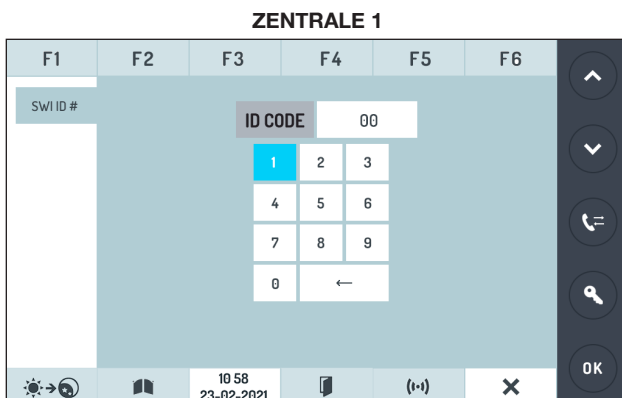 ZENTRALE 1
F1 F2 F3 F4 F5 F6
SWI ID #
ID CODE 00
1 2 3
4 5 6
7 8 9
0 ←
OK
10 58
23-02-2021